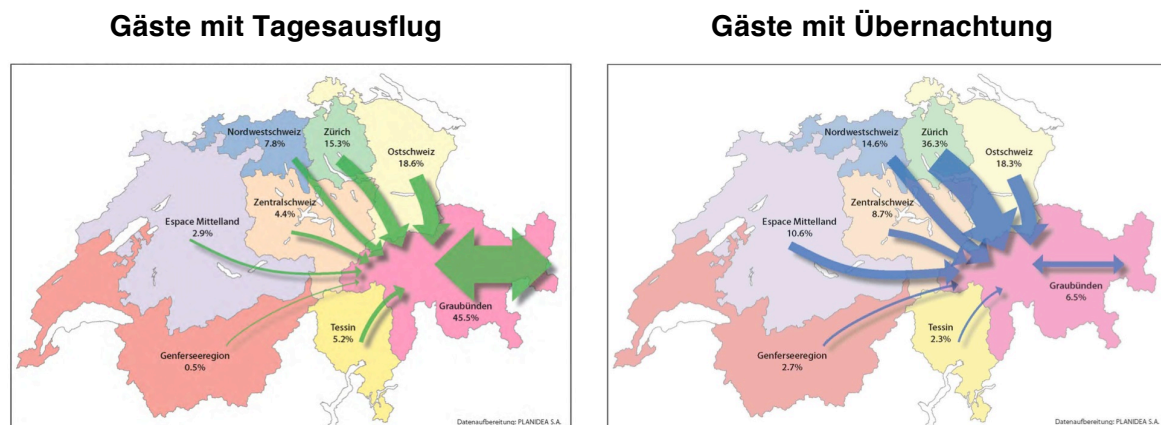 Gäste mit Tagesausflug
Nordwestschweiz
7.8%
Zürich
15.3%
Ostschweiz
18.6%
Zentralschweiz
4.4%
Espace Mittelland
2.9%
Graubünden
45.5%
Tessin
5.2%
Genferseeregion
0.5%
Datenaufbereitung: PLANIDEA S.A.
Gäste mit Übernachtung
Nordwestschweiz
14.6%
Zürich
36.3%
Ostschweiz
18.3%
Zentralschweiz
8.7%
Espace Mittelland
10.6%
Graubünden
6.5%
Tessin
2.3%
Genferseeregion
2.7%
Datenaufbereitung: PLANIDEA S.A.